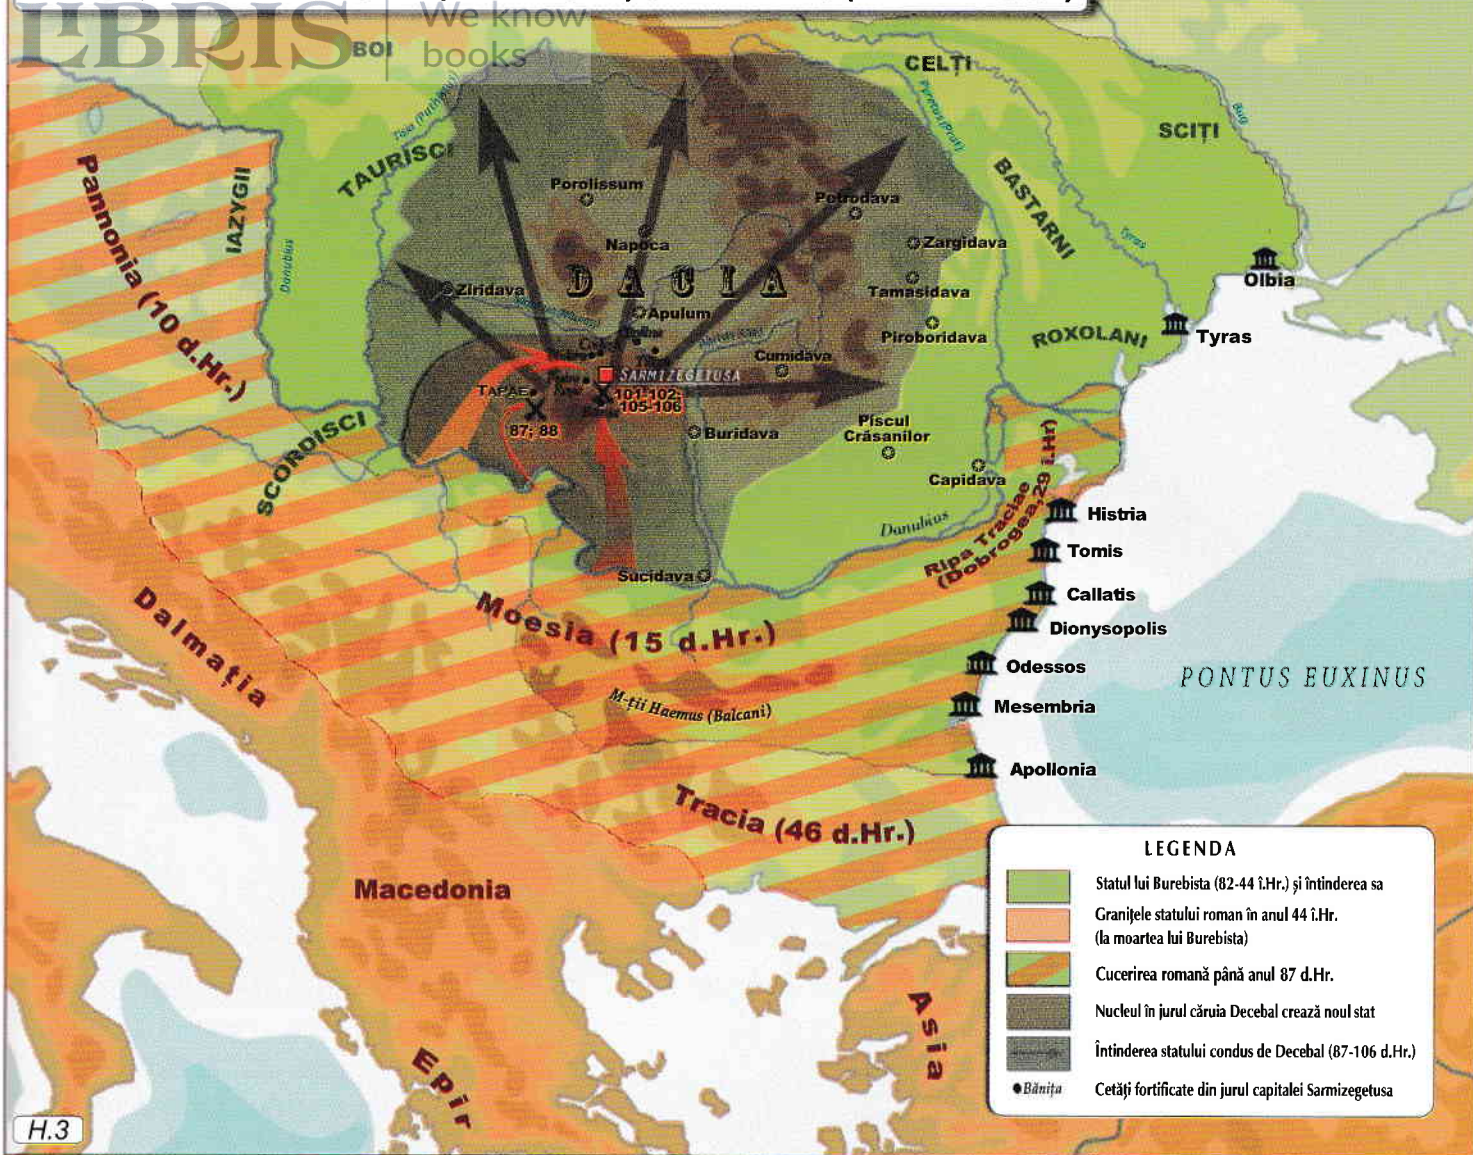 LIBRIS
We know
books
BOI
CELȚI
SCIȚI
TAURISCI
IAZYGII
BASTARNI
ROXOLANI
SCORDISCI
Pannonia (10 d.Hr.)
Danubius
Pyretus (Prut)
Tyras
Bug
Porolissum
Napoca
Petrodava
Zargidava
Tamasidava
Piroboridava
Ziridava
DACIA
Apulum
Cumidava
SARMIZEGETUSA
TAPAE
101-102-
105-106
87; 88
Buridava
Piscul
Crăsanilor
Capidava
Danubius
Sucidava
Olbia
Tyras
Ripa Traciae
(Dobrogea, 29 î.Hr)
Histria
Tomis
Callatis
Dionysopolis
Odessos
Mesembria
Apollonia
PONTUS EUXINUS
Dalmația
Moesia (15 d.Hr.)
M-ții Haemus (Balcani)
Tracia (46 d.Hr.)
Macedonia
Epir
Asia
LEGENDA
Statul lui Burebista (82-44 î.Hr.) și întinderea sa
Granițele statului roman în anul 44 î.Hr.
(la moartea lui Burebista)
Cucerirea romană până anul 87 d.Hr.
Nucleul în jurul căruia Decebal crează noul stat
Întinderea statului condus de Decebal (87-106 d.Hr.)
Bănița
Cetăți fortificate din jurul capitalei Sarmizegetusa
H.3